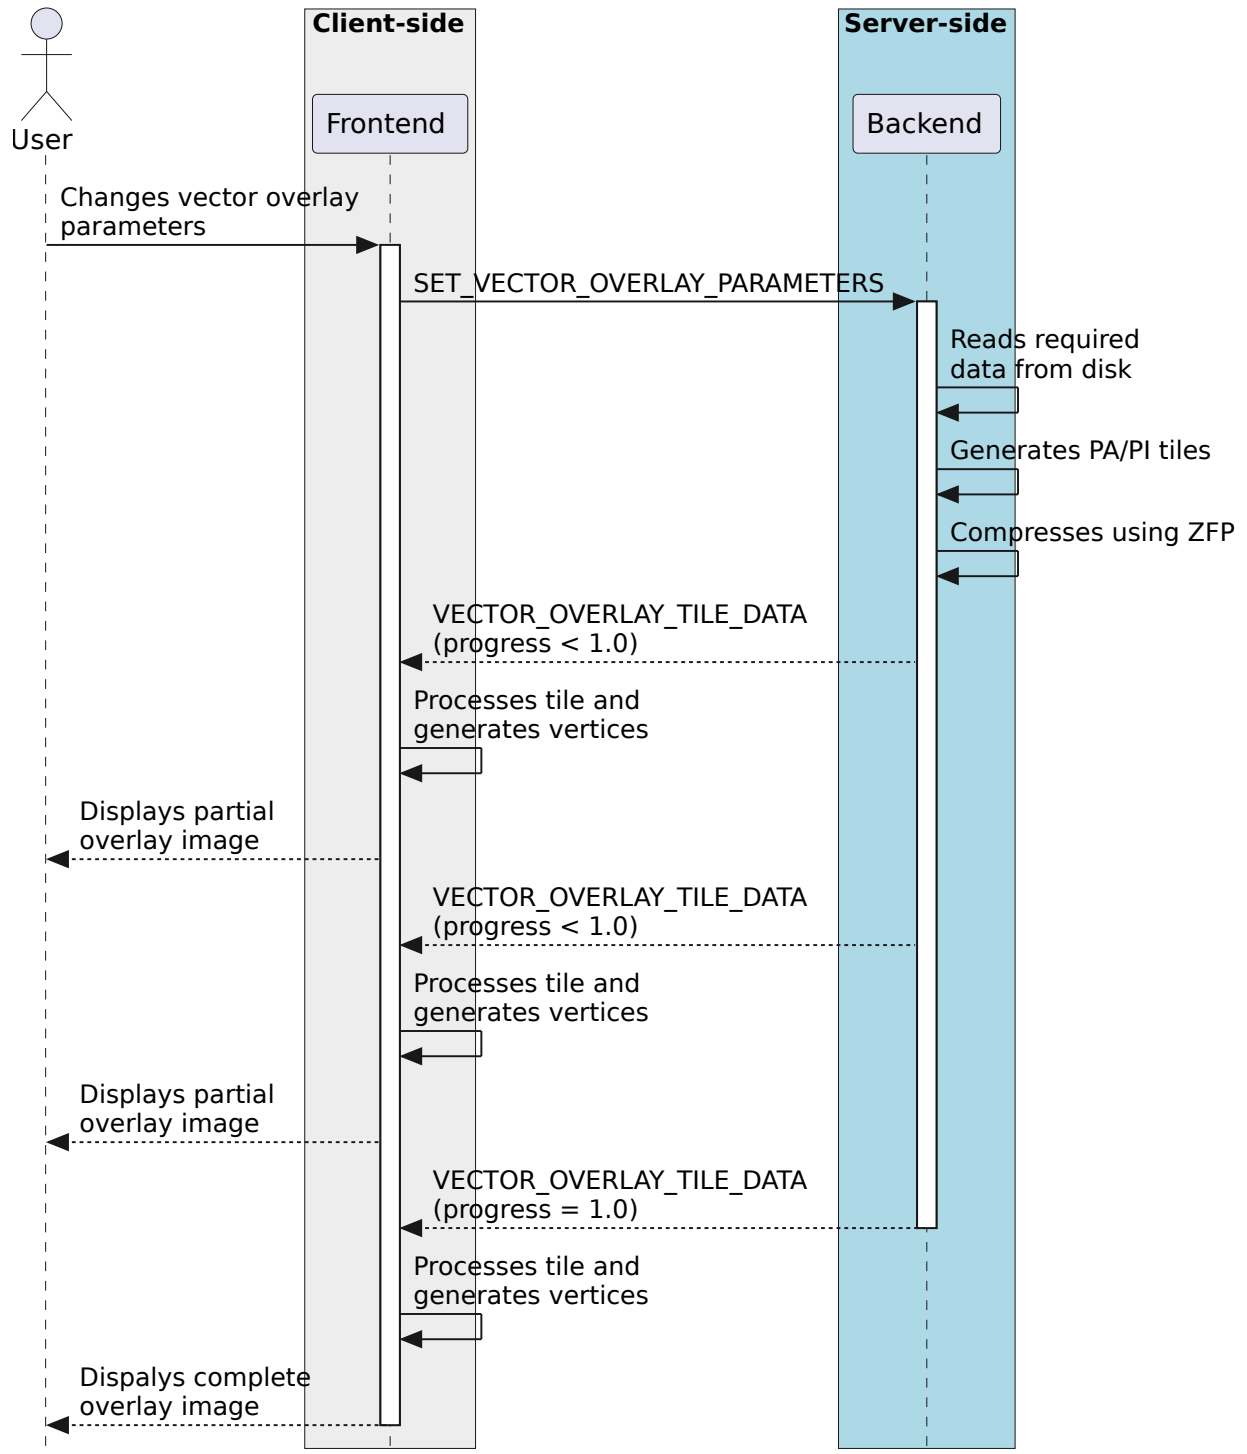 Client-side
Server-side
User
Frontend
Backend
Changes vector overlay
parameters
SET_VECTOR_OVERLAY_PARAMETERS
Reads required
data from disk
Generates PA/PI tiles
Compresses using ZFP
VECTOR_OVERLAY_TILE_DATA
(progress < 1.0)
Processes tile and
generates vertices
Displays partial
overlay image
VECTOR_OVERLAY_TILE_DATA
(progress < 1.0)
Processes tile and
generates vertices
Displays partial
overlay image
VECTOR_OVERLAY_TILE_DATA
(progress = 1.0)
Processes tile and
generates vertices
Dispalys complete
overlay image